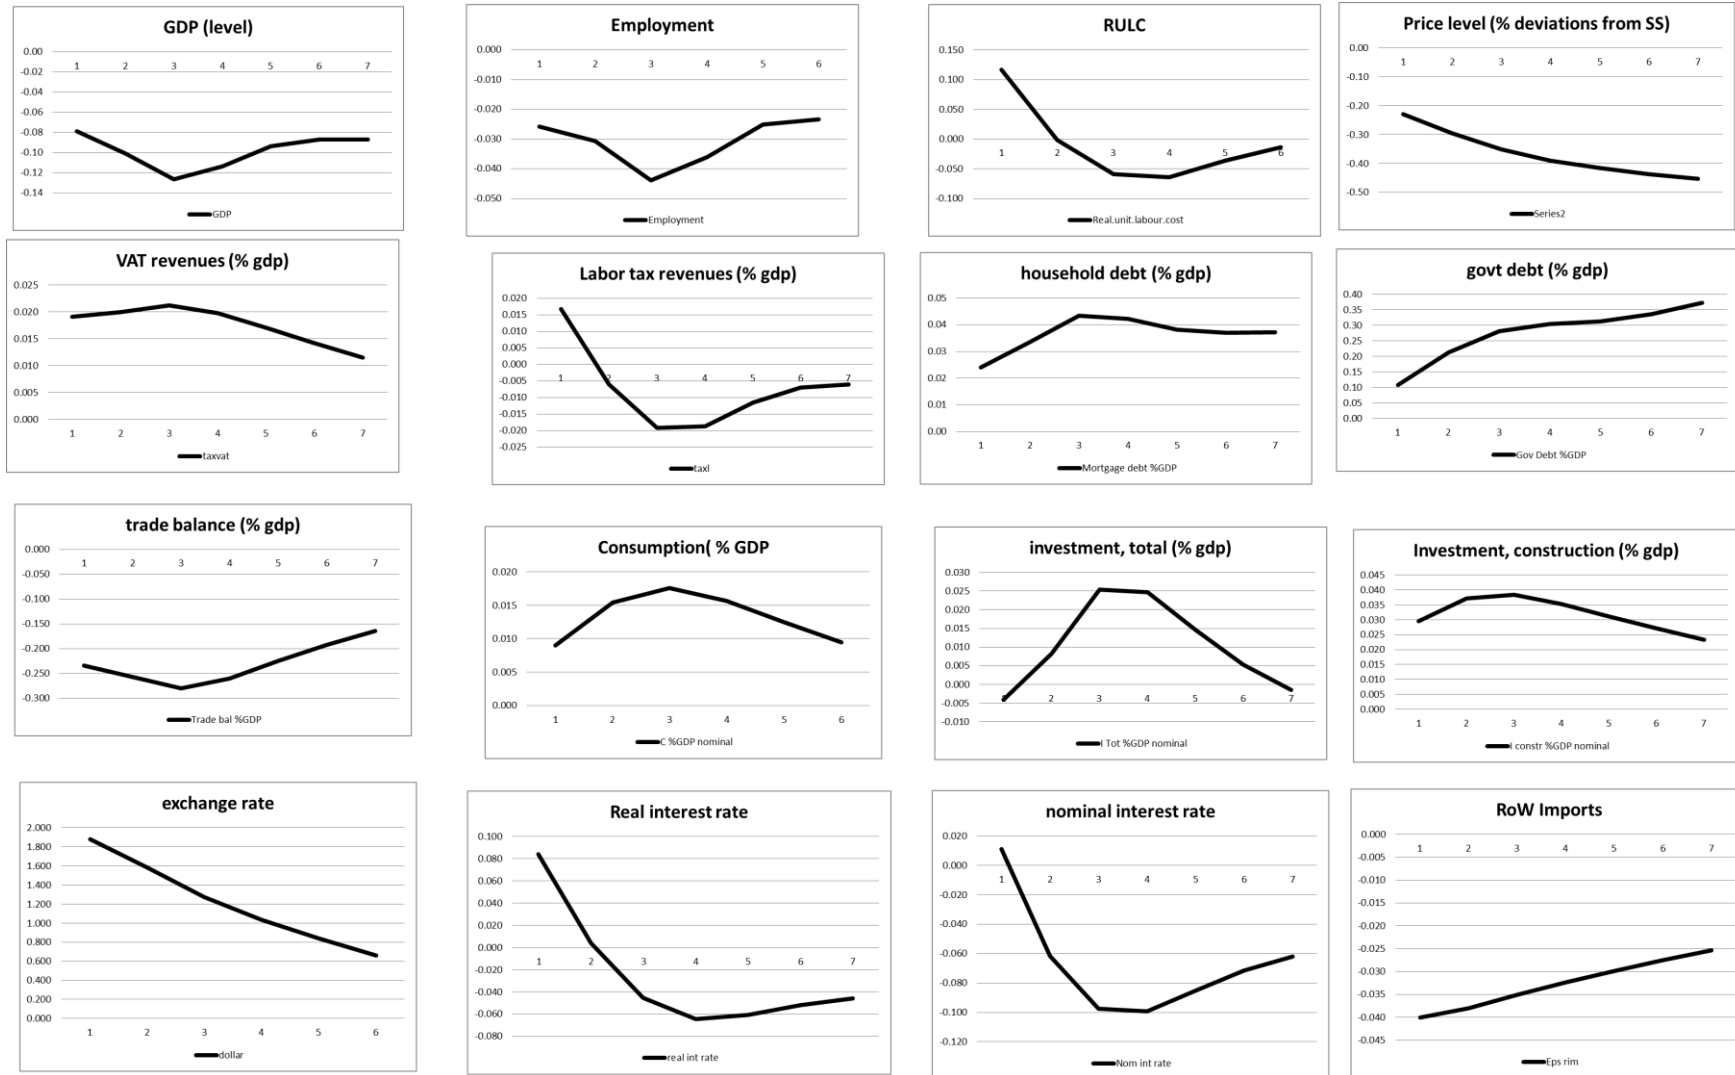 GDP (level)
0.00
-0.02
-0.04
-0.06
-0.08
-0.10
-0.12
-0.14
1 2 3 4 5 6 7
GDP
Employment
0.000
-0.010
-0.020
-0.030
-0.040
-0.050
1 2 3 4 5 6
Employment
RULC
0.150
0.100
0.050
0.000
-0.050
-0.100
1 2 3 4 5 6
Real.unit.labour.cost
Price level (% deviations from SS)
0.00
-0.10
-0.20
-0.30
-0.40
-0.50
1 2 3 4 5 6 7
Series2
VAT revenues (% gdp)
0.025
0.020
0.015
0.010
0.005
0.000
1 2 3 4 5 6 7
taxvat
Labor tax revenues (% gdp)
0.020
0.015
0.010
0.005
0.000
-0.005
-0.010
-0.015
-0.020
-0.025
1 2 3 4 5 6 7
taxl
household debt (% gdp)
0.05
0.04
0.03
0.02
0.01
0.00
1 2 3 4 5 6 7
Mortgage debt %GDP
govt debt (% gdp)
0.40
0.35
0.30
0.25
0.20
0.15
0.10
0.05
0.00
1 2 3 4 5 6 7
Gov Debt %GDP
trade balance (% gdp)
0.000
-0.050
-0.100
-0.150
-0.200
-0.250
-0.300
1 2 3 4 5 6 7
Trade bal %GDP
Consumption( % GDP
0.020
0.015
0.010
0.005
0.000
1 2 3 4 5 6
C %GDP nominal
investment, total (% gdp)
0.030
0.025
0.020
0.015
0.010
0.005
0.000
-0.005
-0.010
1 2 3 4 5 6 7
I Tot %GDP nominal
Investment, construction (% gdp)
0.045
0.040
0.035
0.030
0.025
0.020
0.015
0.010
0.005
0.000
1 2 3 4 5 6 7
I constr %GDP nominal
exchange rate
2.000
1.800
1.600
1.400
1.200
1.000
0.800
0.600
0.400
0.200
0.000
1 2 3 4 5 6
dollar
Real interest rate
0.100
0.080
0.060
0.040
0.020
0.000
-0.020
-0.040
-0.060
-0.080
1 2 3 4 5 6 7
real int rate
nominal interest rate
0.020
0.000
-0.020
-0.040
-0.060
-0.080
-0.100
-0.120
1 2 3 4 5 6 7
Nom int rate
RoW Imports
0.000
-0.005
-0.010
-0.015
-0.020
-0.025
-0.030
-0.035
-0.040
-0.045
1 2 3 4 5 6 7
Eps rim